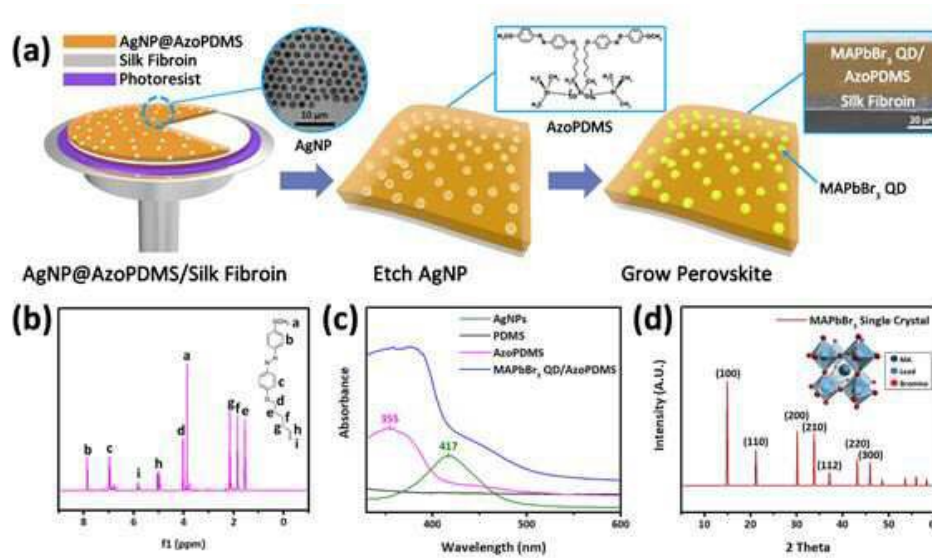 (a)
AgNP@AzoPDMS
Silk Fibroin
Photoresist
10 μm
AgNP
AzoPDMS
MAPbBr3 QD/
AzoPDMS
Silk Fibroin
20 μm
MAPbBr3 QD
AgNP@AzoPDMS/Silk Fibroin
Etch AgNP
Grow Perovskite
(b)
a
b
c
d
e f
g h
i
a
g f e
d
b c
i h
8 6 4 2 0
f1 (ppm)
(c)
AgNPs
PDMS
AzoPDMS
MAPbBr3 QD/AzoPDMS
355
417
Absorbance
400 500 600
Wavelength (nm)
(d)
MAPbBr3 Single Crystal
MA
Lead
Bromine
(100)
(110)
(200)
(210)
(112)
(220)
(300)
Intensity (A.U.)
10 20 30 40 50 60
2 Theta